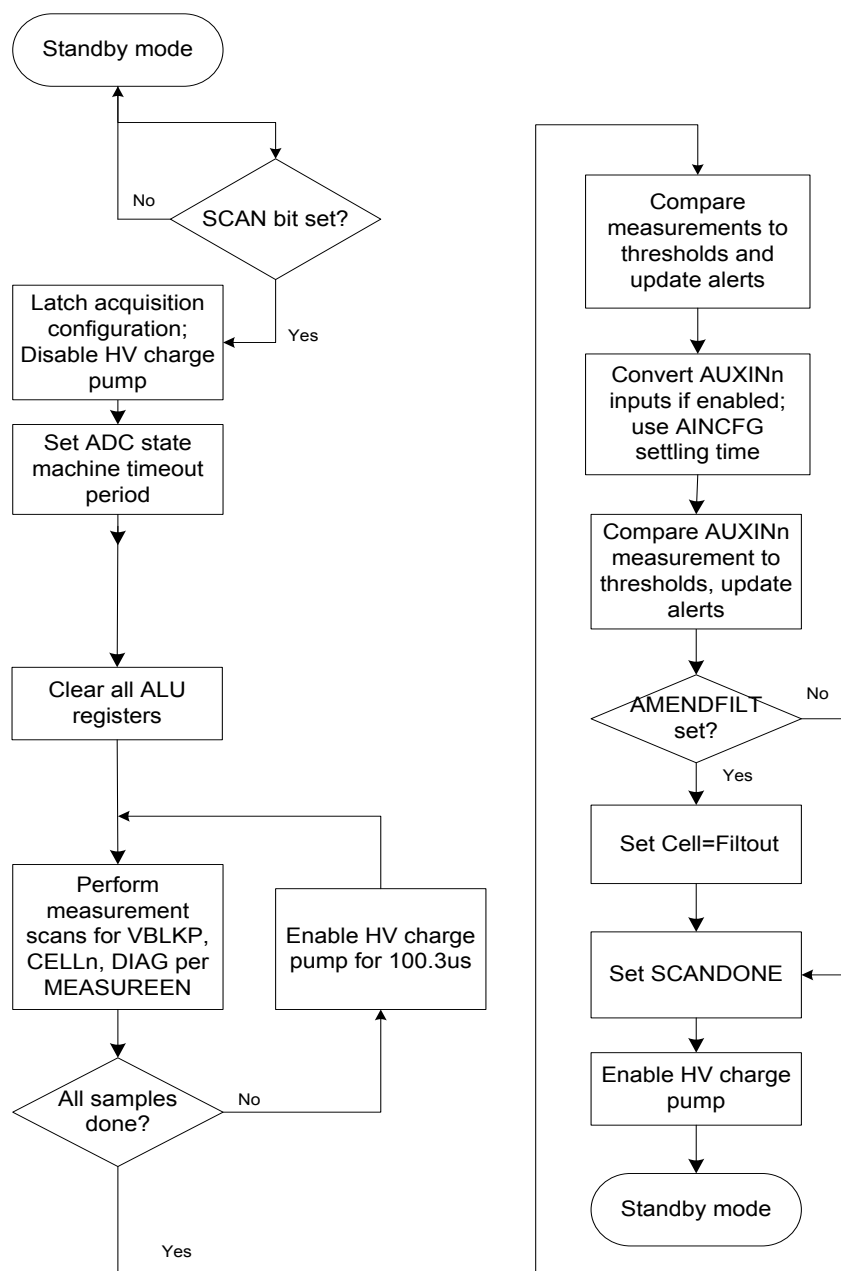 Standby mode
No
SCAN bit set?
Yes
Latch acquisition
configuration;
Disable HV charge
pump
Set ADC state
machine timeout
period
Clear all ALU
registers
Perform
measurement
scans for VBLKP,
CELLn, DIAG per
MEASUREEN
Enable HV charge
pump for 100.3us
All samples
done?
No
Yes
Compare
measurements to
thresholds and
update alerts
Convert AUXINn
inputs if enabled;
use AINCFG
settling time
Compare AUXINn
measurement to
thresholds, update
alerts
AMENDFILT
set?
No
Yes
Set Cell=Filtout
Set SCANDONE
Enable HV charge
pump
Standby mode